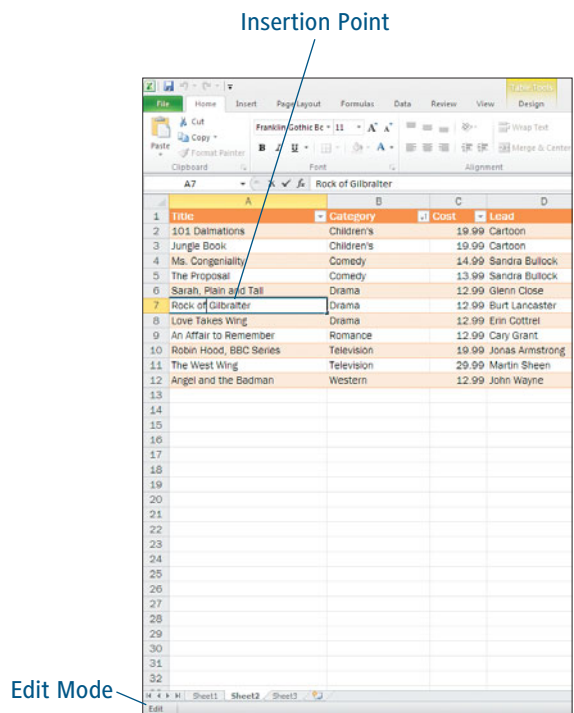 Insertion Point
Table Tools
File Home Insert Page Layout Formulas Data Review View Design
Cut
Copy
Format Painter
Paste
Franklin Gothic Bc 11 A A
Wrap Text
B I U A
Merge & Center
Clipboard Font Alignment
A7 fx Rock of Gilbralter
A B C D
1 Title Category Cost Lead
2 101 Dalmations Children's 19.99 Cartoon
3 Jungle Book Children's 19.99 Cartoon
4 Ms. Congeniality Comedy 14.99 Sandra Bullock
5 The Proposal Comedy 13.99 Sandra Bullock
6 Sarah, Plain and Tall Drama 12.99 Glenn Close
7 Rock of Gilbralter Drama 12.99 Burt Lancaster
8 Love Takes Wing Drama 12.99 Erin Cottrel
9 An Affair to Remember Romance 12.99 Cary Grant
10 Robin Hood, BBC Series Television 19.99 Jonas Armstrong
11 The West Wing Television 29.99 Martin Sheen
12 Angel and the Badman Western 12.99 John Wayne
13
14
15
16
17
18
19
20
21
22
23
24
25
26
27
28
29
30
31
32
Sheet1 Sheet2 Sheet3
Edit Mode
Edit